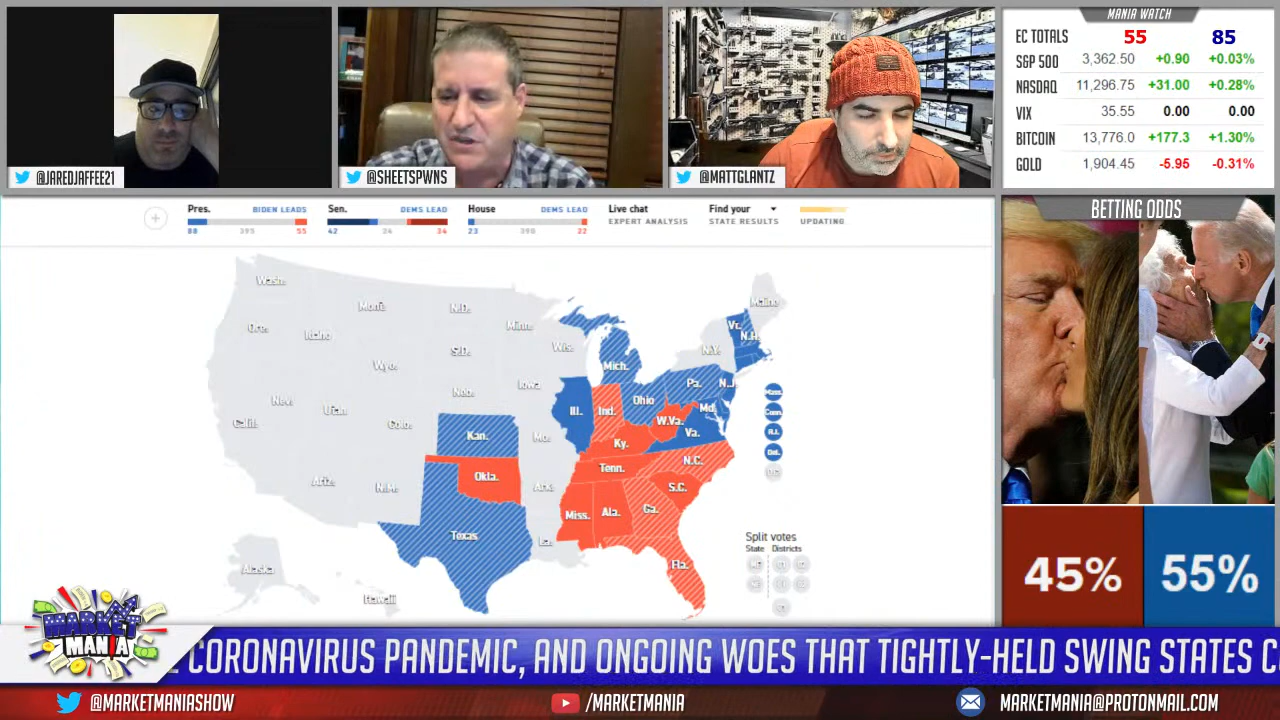 @JAREDJAFFEE21
@SHEETSPWNS
@MATTGLANTZ
MANIA WATCH
EC TOTALS 55 85
S&P 500 3,362.50 +0.90 +0.03%
NASDAQ 11,296.75 +31.00 +0.28%
VIX 35.55 0.00 0.00
BITCOIN 13,776.0 +177.3 +1.30%
GOLD 1,904.45 -5.95 -0.31%
Pres. BIDEN LEADS
88 395 55
Sen. DEMS LEAD
42 24 34
House DEMS LEAD
23 390 22
Live chat
EXPERT ANALYSIS
Find your
STATE RESULTS
UPDATING
BETTING ODDS
45% 55%
Wash.
Mont.
N.D.
Minn.
Maine
Ore.
Idaho
S.D.
Wis.
Vt.
N.H.
N.Y.
Wyo.
Mich.
Iowa
Pa.
N.J.
Nev.
Utah
Neb.
Ill.
Ind.
Ohio
Md.
Calif.
Colo.
Kan.
Mo.
W.Va.
Va.
Ky.
Mass.
Conn.
R.I.
Del.
Ariz.
N.M.
Okla.
Ark.
Tenn.
N.C.
S.C.
Texas
La.
Miss.
Ala.
Ga.
Fla.
Alaska
Hawaii
Split votes
State Districts
MARKET
MANIA
CORONAVIRUS PANDEMIC, AND ONGOING WOES THAT TIGHTLY-HELD SWING STATES C
@MARKETMANIASHOW
/MARKETMANIA
MARKETMANIA@PROTONMAIL.COM